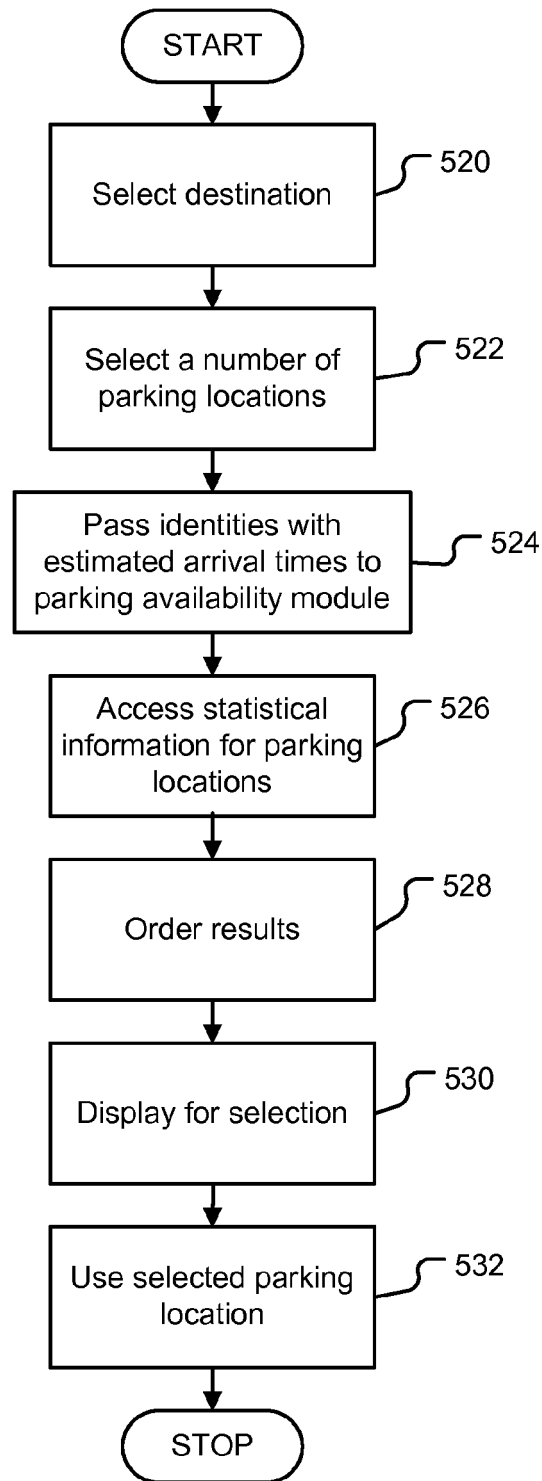 START
Select destination
520
Select a number of
parking locations
522
Pass identities with
estimated arrival times to
parking availability module
524
Access statistical
information for parking
locations
526
Order results
528
Display for selection
530
Use selected parking
location
532
STOP